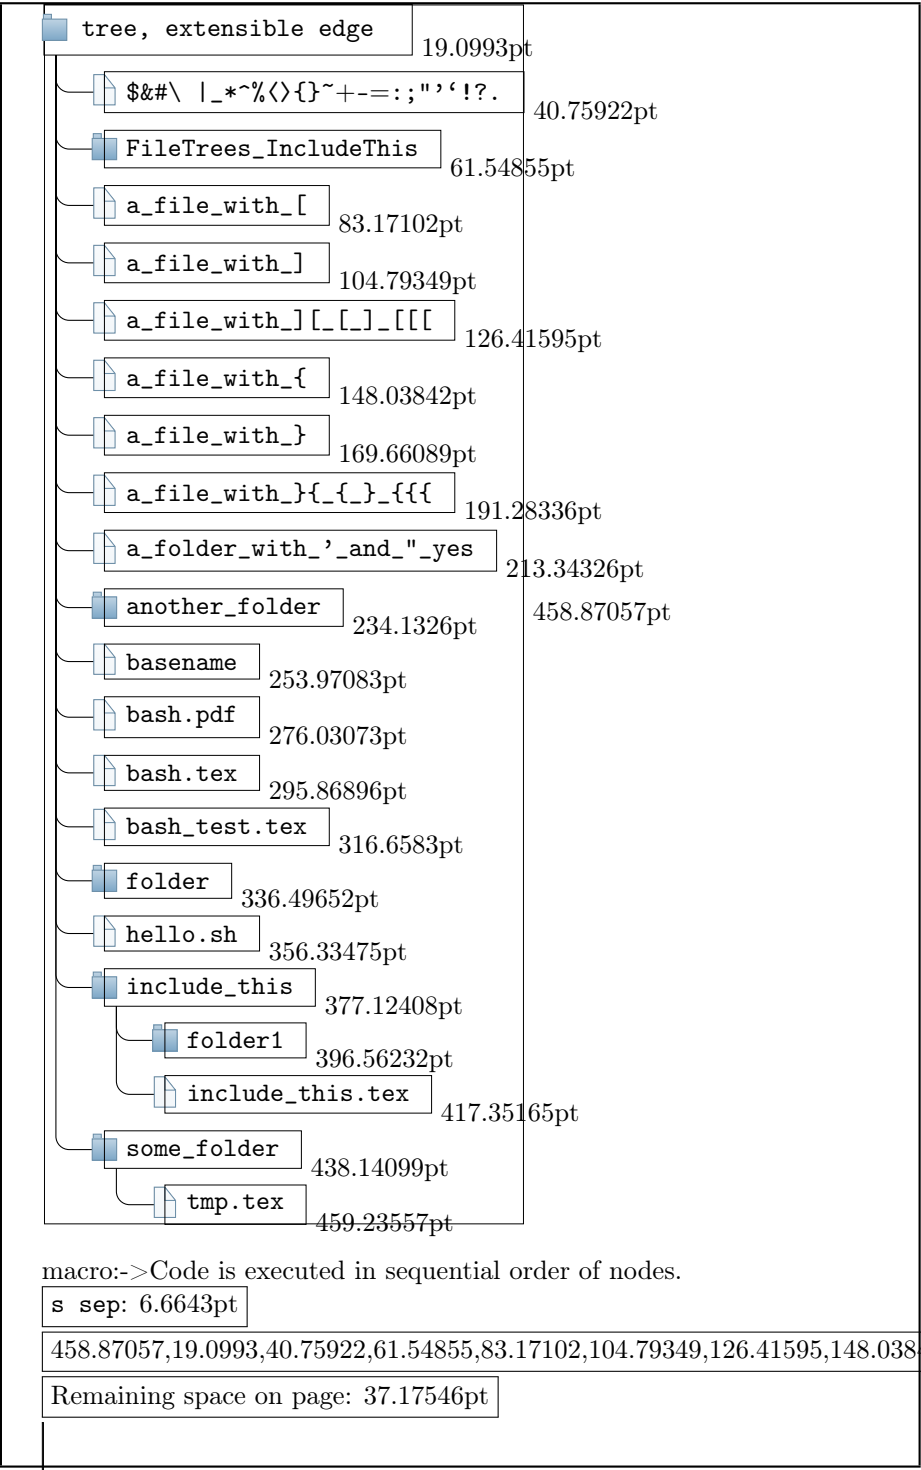 tree, extensible edge
19.0993pt
$&#\ |_*^%⟨⟩{}~+-=:;"’‘!?.
40.75922pt
FileTrees_IncludeThis
61.54855pt
a_file_with_[
83.17102pt
a_file_with_]
104.79349pt
a_file_with_][_[_]_[[[
126.41595pt
a_file_with_{
148.03842pt
a_file_with_}
169.66089pt
a_file_with_}{_{_}_{{{
191.28336pt
a_folder_with_’_and_"_yes
213.34326pt
another_folder
458.87057pt
234.1326pt
basename
253.97083pt
bash.pdf
276.03073pt
bash.tex
295.86896pt
bash_test.tex
316.6583pt
folder
336.49652pt
hello.sh
356.33475pt
include_this
377.12408pt
folder1
396.56232pt
include_this.tex
417.35165pt
some_folder
438.14099pt
tmp.tex
459.23557pt
macro:->Code is executed in sequential order of nodes.
s sep: 6.6643pt
458.87057,19.0993,40.75922,61.54855,83.17102,104.79349,126.41595,148.038
Remaining space on page: 37.17546pt